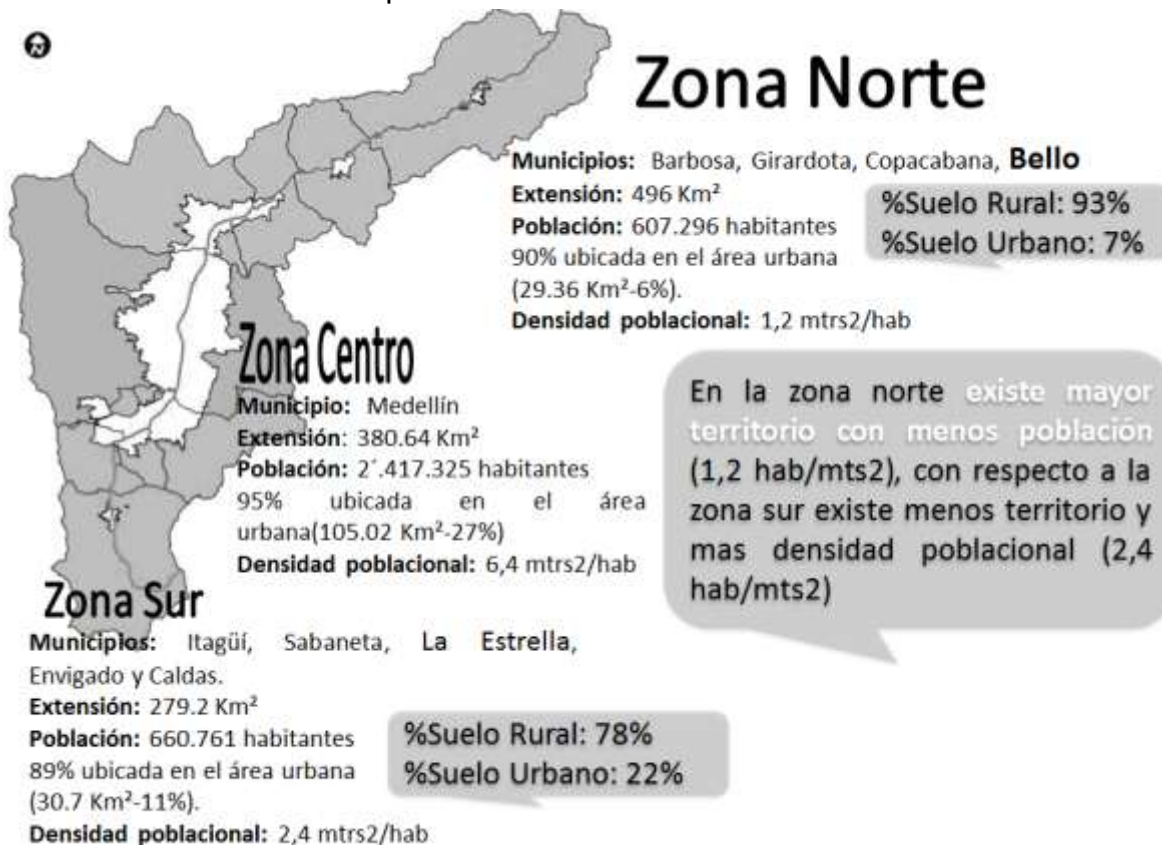 Zona Norte
Municipios: Barbosa, Girardota, Copacabana, Bello
Extensión: 496 Km²
Población: 607.296 habitantes
90% ubicada en el área urbana
(29.36 Km²-6%).
Densidad poblacional: 1,2 mtrs2/hab
%Suelo Rural: 93%
%Suelo Urbano: 7%
Zona Centro
Municipio: Medellín
Extensión: 380.64 Km²
Población: 2´.417.325 habitantes
95% ubicada en el área
urbana(105.02 Km²-27%)
Densidad poblacional: 6,4 mtrs2/hab
En la zona norte existe mayor
territorio con menos población
(1,2 hab/mts2), con respecto a la
zona sur existe menos territorio y
mas densidad poblacional (2,4
hab/mts2)
Zona Sur
Municipios: Itagüí, Sabaneta, La Estrella,
Envigado y Caldas.
Extensión: 279.2 Km²
Población: 660.761 habitantes
89% ubicada en el área urbana
(30.7 Km²-11%).
Densidad poblacional: 2,4 mtrs2/hab
%Suelo Rural: 78%
%Suelo Urbano: 22%